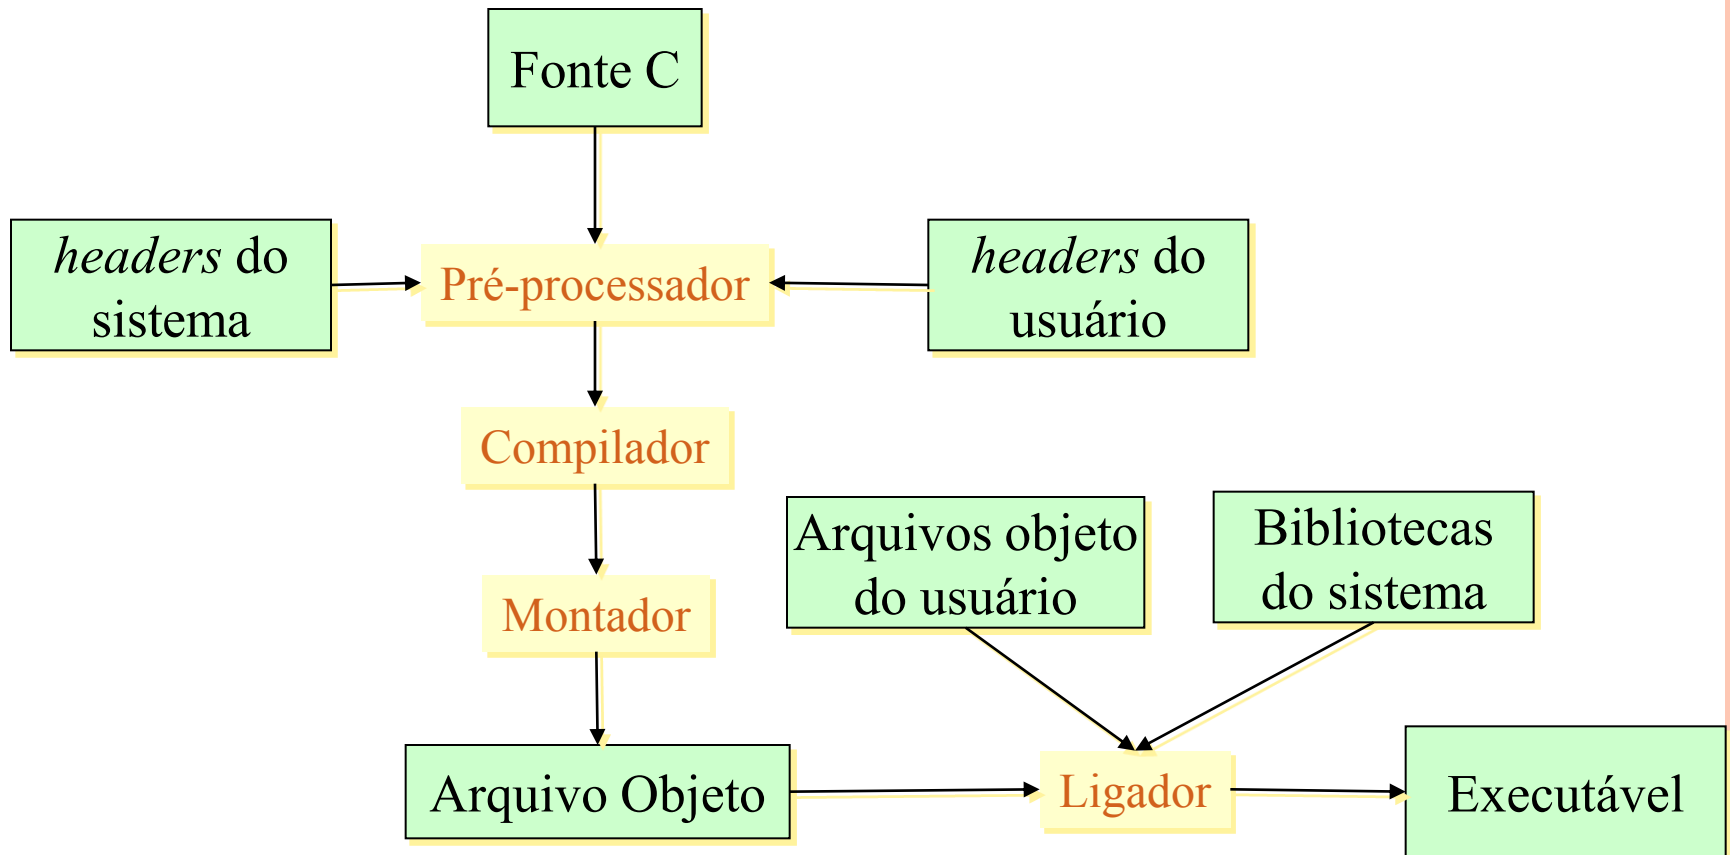 Fonte C
headers do
sistema
Pré-processador
headers do
usuário
Compilador
Arquivos objeto
do usuário
Bibliotecas
do sistema
Montador
Arquivo Objeto
Ligador
Executável